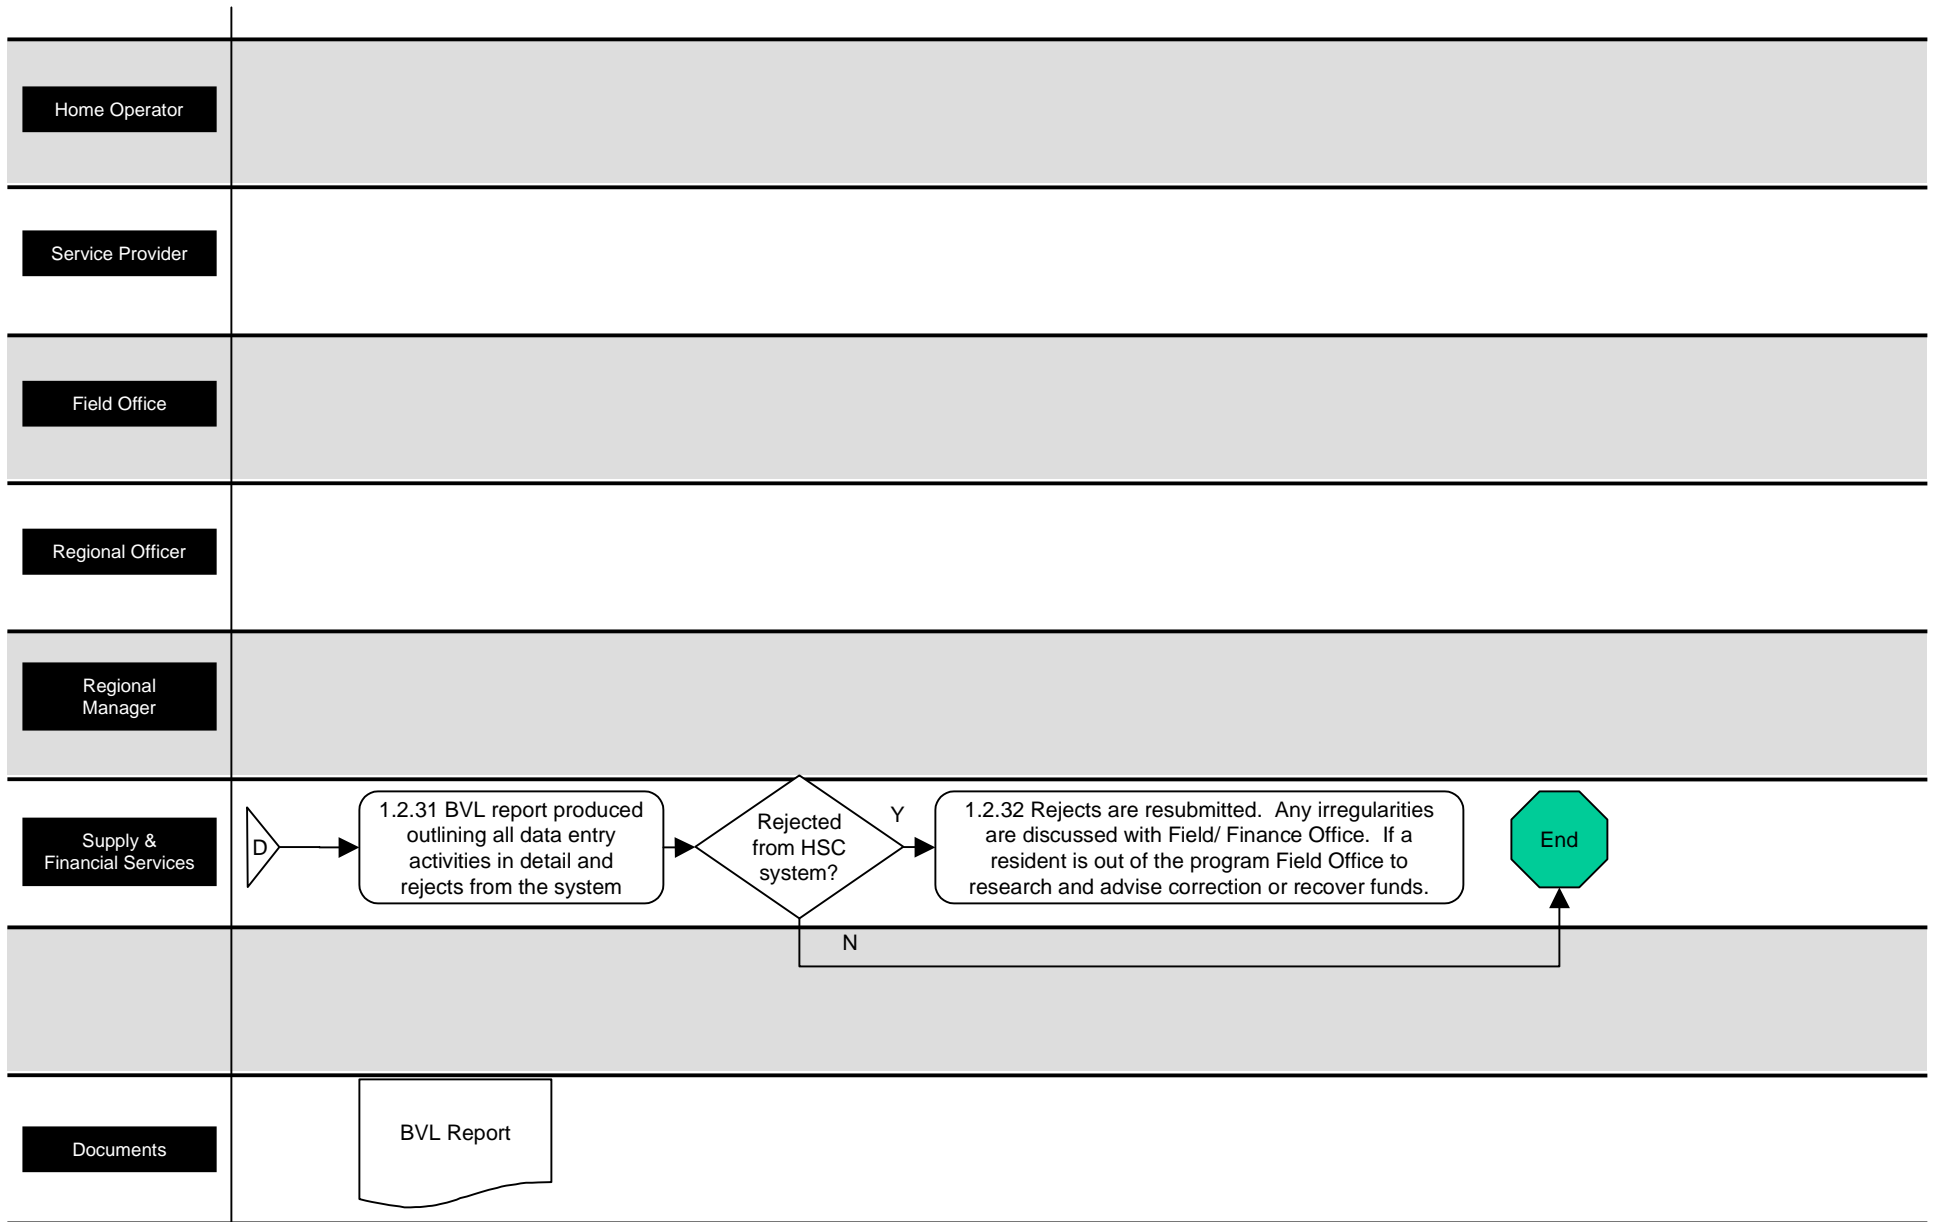 Home Operator
Service Provider
Field Office
Regional Officer
Regional
Manager
Supply &
Financial Services
D
1.2.31 BVL report produced
outlining all data entry
activities in detail and
rejects from the system
Rejected
from HSC
system?
Y
1.2.32 Rejects are resubmitted.  Any irregularities
are discussed with Field/ Finance Office.  If a
resident is out of the program Field Office to
research and advise correction or recover funds.
End
N
Documents
BVL Report